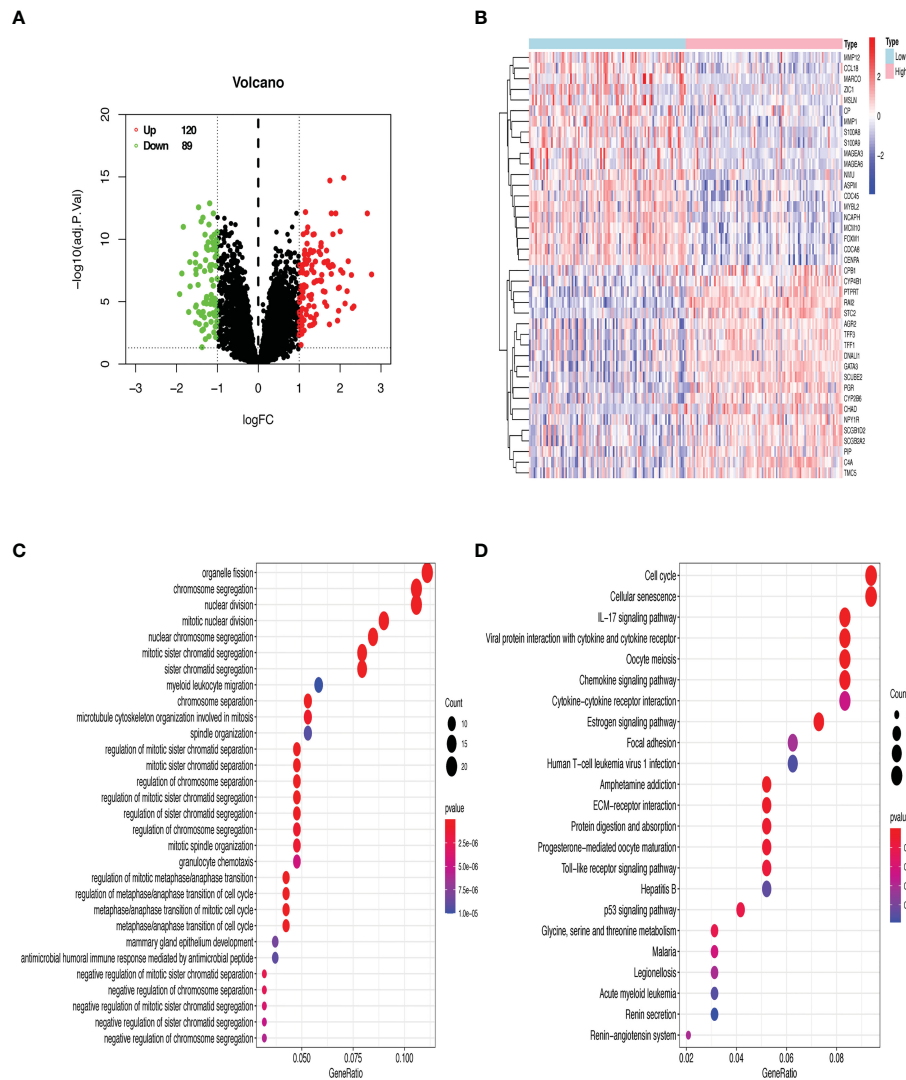 A
Volcano
Up 120
Down 89
−log10(adj.P.Val)
20
15
10
5
0
−3 −2 −1 0 1 2 3
logFC
B
Type
Type
Low
High
2
0
−2
MMP12
CCL18
MARCO
ZIC1
MSLN
CP
MMP1
S100A8
S100A9
MAGEA3
MAGEA6
NMU
ASPM
CDC45
MYBL2
NCAPH
MCM10
FOXM1
CDCA8
CENPA
CPB1
CYP4B1
PTPRT
RAI2
STC2
AGR2
TFF3
TFF1
DNALI1
GATA3
SCUBE2
PGR
CYP2B6
CHAD
NPY1R
SCGB1D2
SCGB2A2
PIP
C4A
TMC5
C
organelle fission
chromosome segregation
nuclear division
mitotic nuclear division
nuclear chromosome segregation
mitotic sister chromatid segregation
sister chromatid segregation
myeloid leukocyte migration
chromosome separation
microtubule cytoskeleton organization involved in mitosis
spindle organization
regulation of mitotic sister chromatid separation
mitotic sister chromatid separation
regulation of chromosome separation
regulation of mitotic sister chromatid segregation
regulation of sister chromatid segregation
regulation of chromosome segregation
mitotic spindle organization
granulocyte chemotaxis
regulation of mitotic metaphase/anaphase transition
regulation of metaphase/anaphase transition of cell cycle
metaphase/anaphase transition of mitotic cell cycle
metaphase/anaphase transition of cell cycle
mammary gland epithelium development
antimicrobial humoral immune response mediated by antimicrobial peptide
negative regulation of mitotic sister chromatid separation
negative regulation of chromosome separation
negative regulation of mitotic sister chromatid segregation
negative regulation of sister chromatid segregation
negative regulation of chromosome segregation
0.050 0.075 0.100
GeneRatio
Count
10
15
20
pvalue
2.5e−06
5.0e−06
7.5e−06
1.0e−05
D
Cell cycle
Cellular senescence
IL−17 signaling pathway
Viral protein interaction with cytokine and cytokine receptor
Oocyte meiosis
Chemokine signaling pathway
Cytokine−cytokine receptor interaction
Estrogen signaling pathway
Focal adhesion
Human T−cell leukemia virus 1 infection
Amphetamine addiction
ECM−receptor interaction
Protein digestion and absorption
Progesterone−mediated oocyte maturation
Toll−like receptor signaling pathway
Hepatitis B
p53 signaling pathway
Glycine, serine and threonine metabolism
Malaria
Legionellosis
Acute myeloid leukemia
Renin secretion
Renin−angiotensin system
0.02 0.04 0.06 0.08
GeneRatio
Coun
pvalu
0.
0.
0.
0.